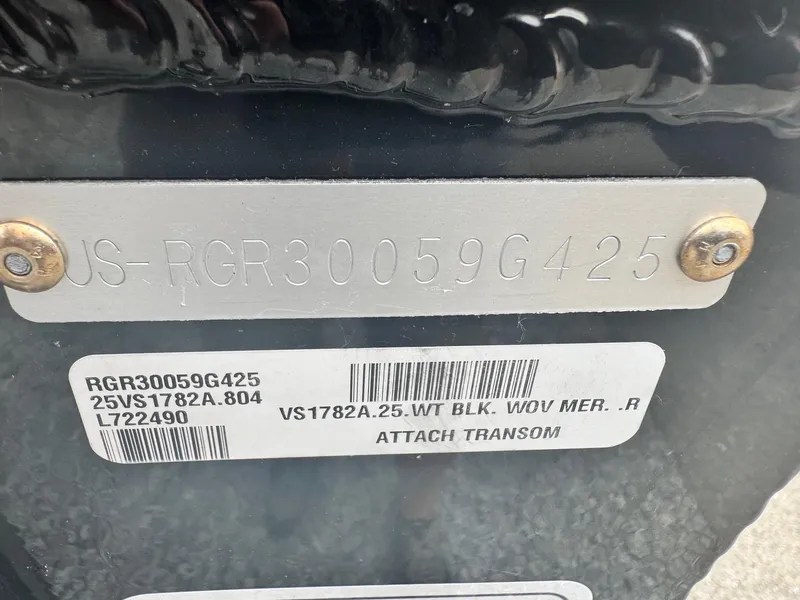 US-RGR30059G425
RGR30059G425
25VS1782A.804
L722490
VS1782A.25.WT BLK. WOV MER. .R
ATTACH TRANSOM